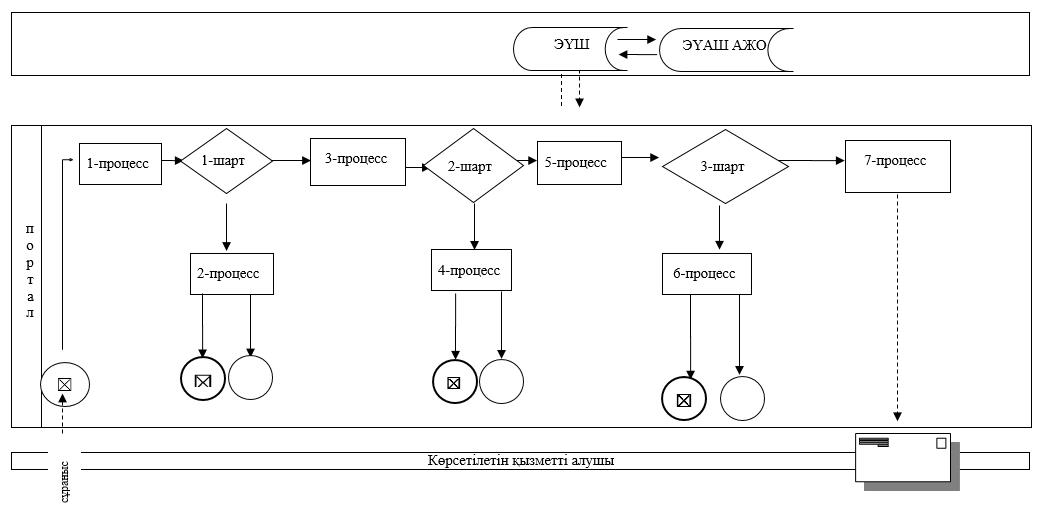 ЭҮШ
ЭҮАШ АЖО
1-процесс
1-шарт
3-процесс
2-шарт
5-процесс
3-шарт
7-процесс
портал
2-процесс
4-процесс
6-процесс
Көрсетілетін қызметті алушы
сұраныс